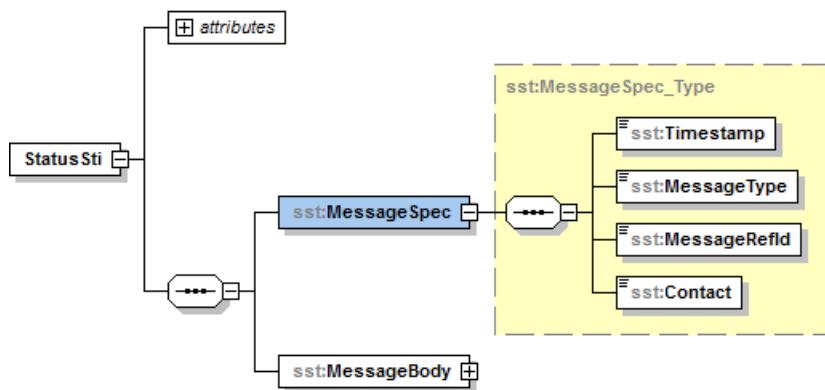 attributes
sst:MessageSpec_Type
sst:Timestamp
StatusSti
sst:MessageType
sst:MessageSpec
sst:MessageRefId
sst:Contact
sst:MessageBody